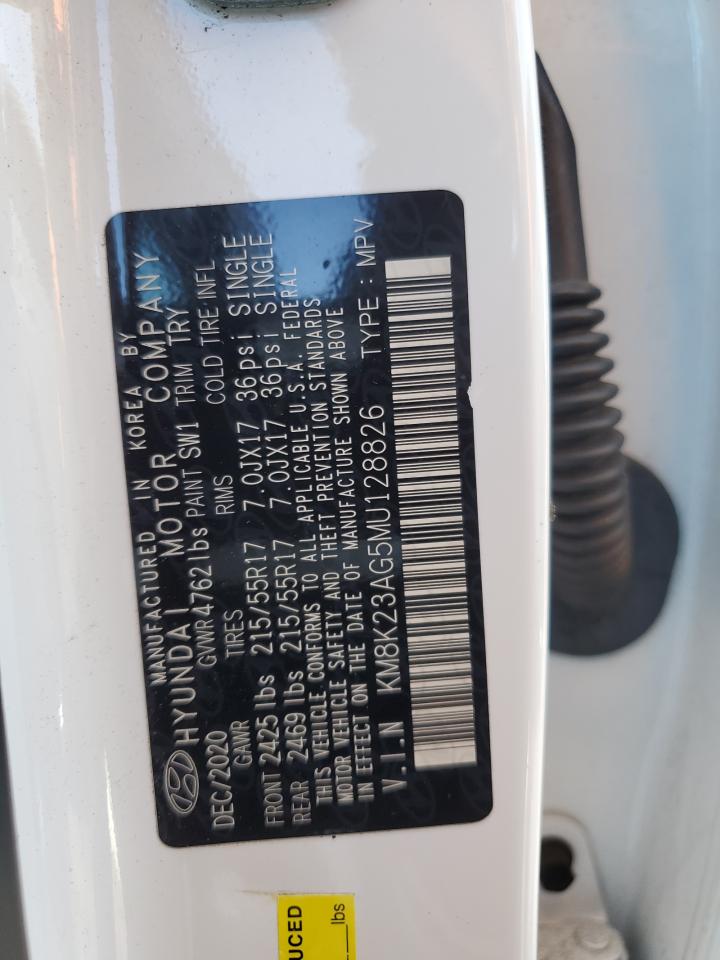 MANUFACTURED IN KOREA BY
HYUNDAI MOTOR COMPANY
DEC/2020 GVWR 4762 lbs PAINT SW1 TRIM TRY
GAWR TIRES RMS COLD TIRE INFL
FRONT 2425 lbs 215/55R17 7.0JX17 36psi SINGLE
REAR 2469 lbs 215/55R17 7.0JX17 36psi SINGLE
THIS VEHICLE CONFORMS TO ALL APPLICABLE U.S.A. FEDERAL
MOTOR VEHICLE SAFETY AND THEFT PREVENTION STANDARDS
IN EFFECT ON THE DATE OF MANUFACTURE SHOWN ABOVE
V.I.N KM8K23AG5MU128826 TYPE : MPV
UCED
lbs